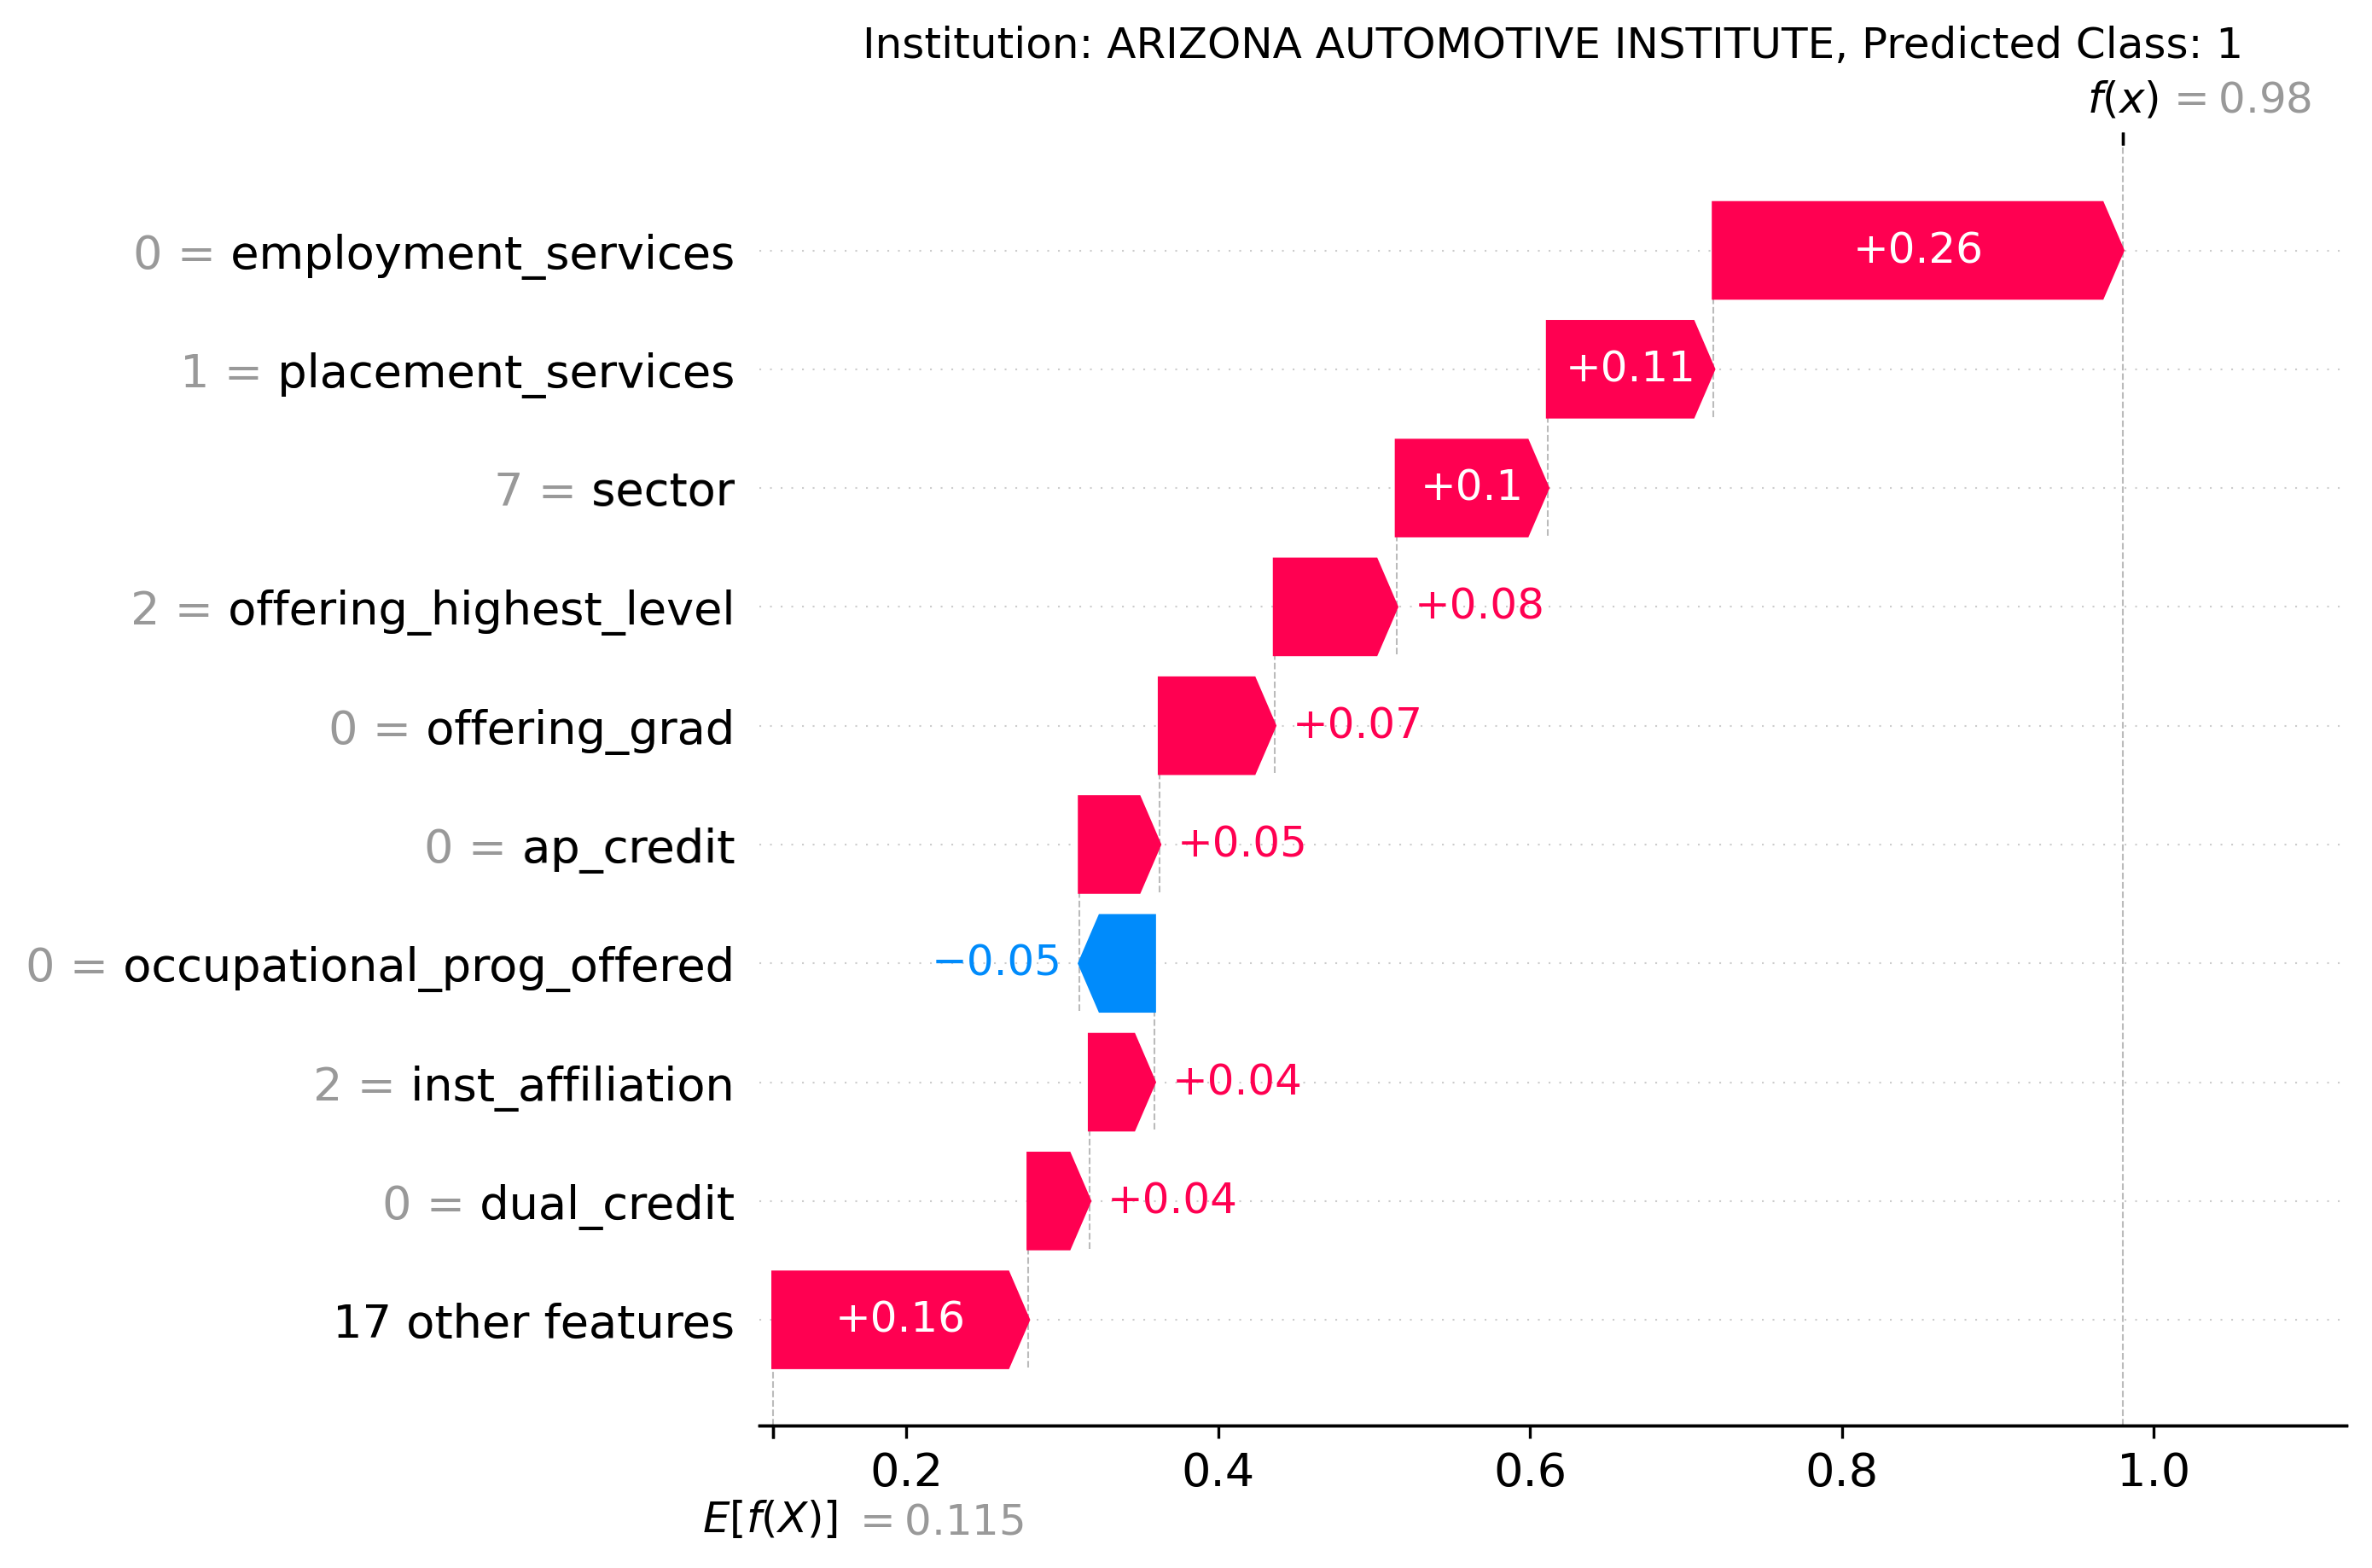 Institution: ARIZONA AUTOMOTIVE INSTITUTE, Predicted Class: 1
f(x) = 0.98
0 = employment_services +0.26
1 = placement_services +0.11
7 = sector +0.1
2 = offering_highest_level +0.08
0 = offering_grad +0.07
0 = ap_credit +0.05
0 = occupational_prog_offered −0.05
2 = inst_affiliation +0.04
0 = dual_credit +0.04
17 other features +0.16
0.2 0.4 0.6 0.8 1.0
E[f(X)] = 0.115